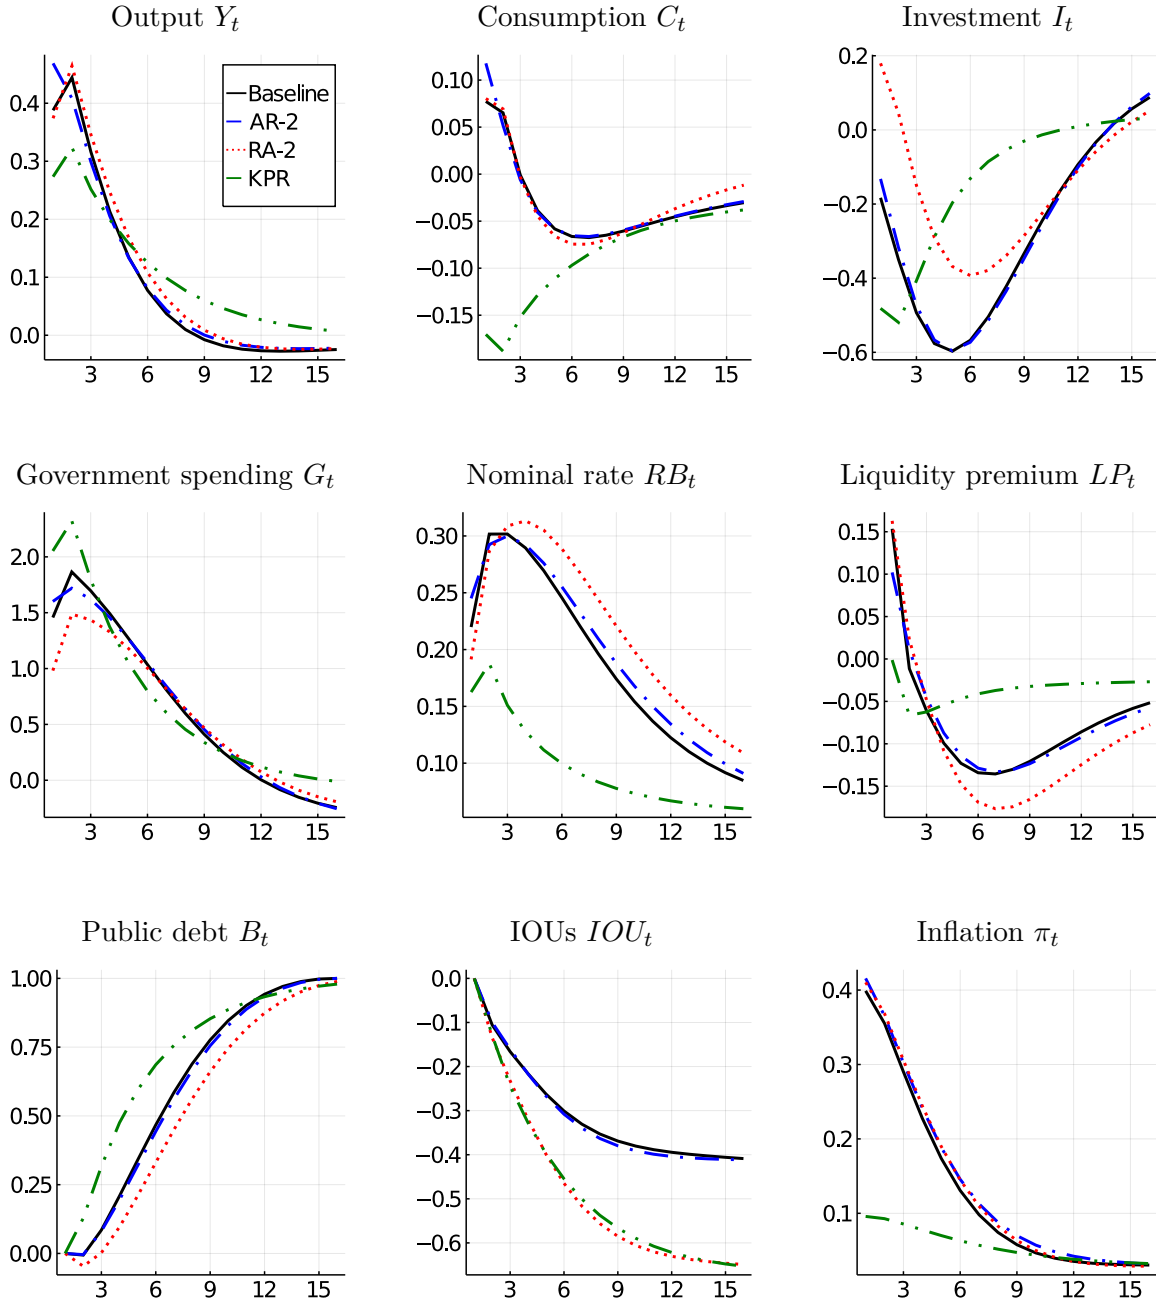 Output Y_t
Consumption C_t
Investment I_t
0.4
0.3
0.2
0.1
0.0
3 6 9 12 15
Baseline
AR-2
RA-2
KPR
0.10
0.05
0.00
−0.05
−0.10
−0.15
3 6 9 12 15
0.2
0.0
−0.2
−0.4
−0.6
3 6 9 12 15
Government spending G_t
Nominal rate RB_t
Liquidity premium LP_t
2.0
1.5
1.0
0.5
0.0
3 6 9 12 15
0.30
0.25
0.20
0.15
0.10
3 6 9 12 15
0.15
0.10
0.05
0.00
−0.05
−0.10
−0.15
3 6 9 12 15
Public debt B_t
IOUs IOU_t
Inflation π_t
1.00
0.75
0.50
0.25
0.00
3 6 9 12 15
0.0
−0.1
−0.2
−0.3
−0.4
−0.5
−0.6
3 6 9 12 15
0.4
0.3
0.2
0.1
3 6 9 12 15